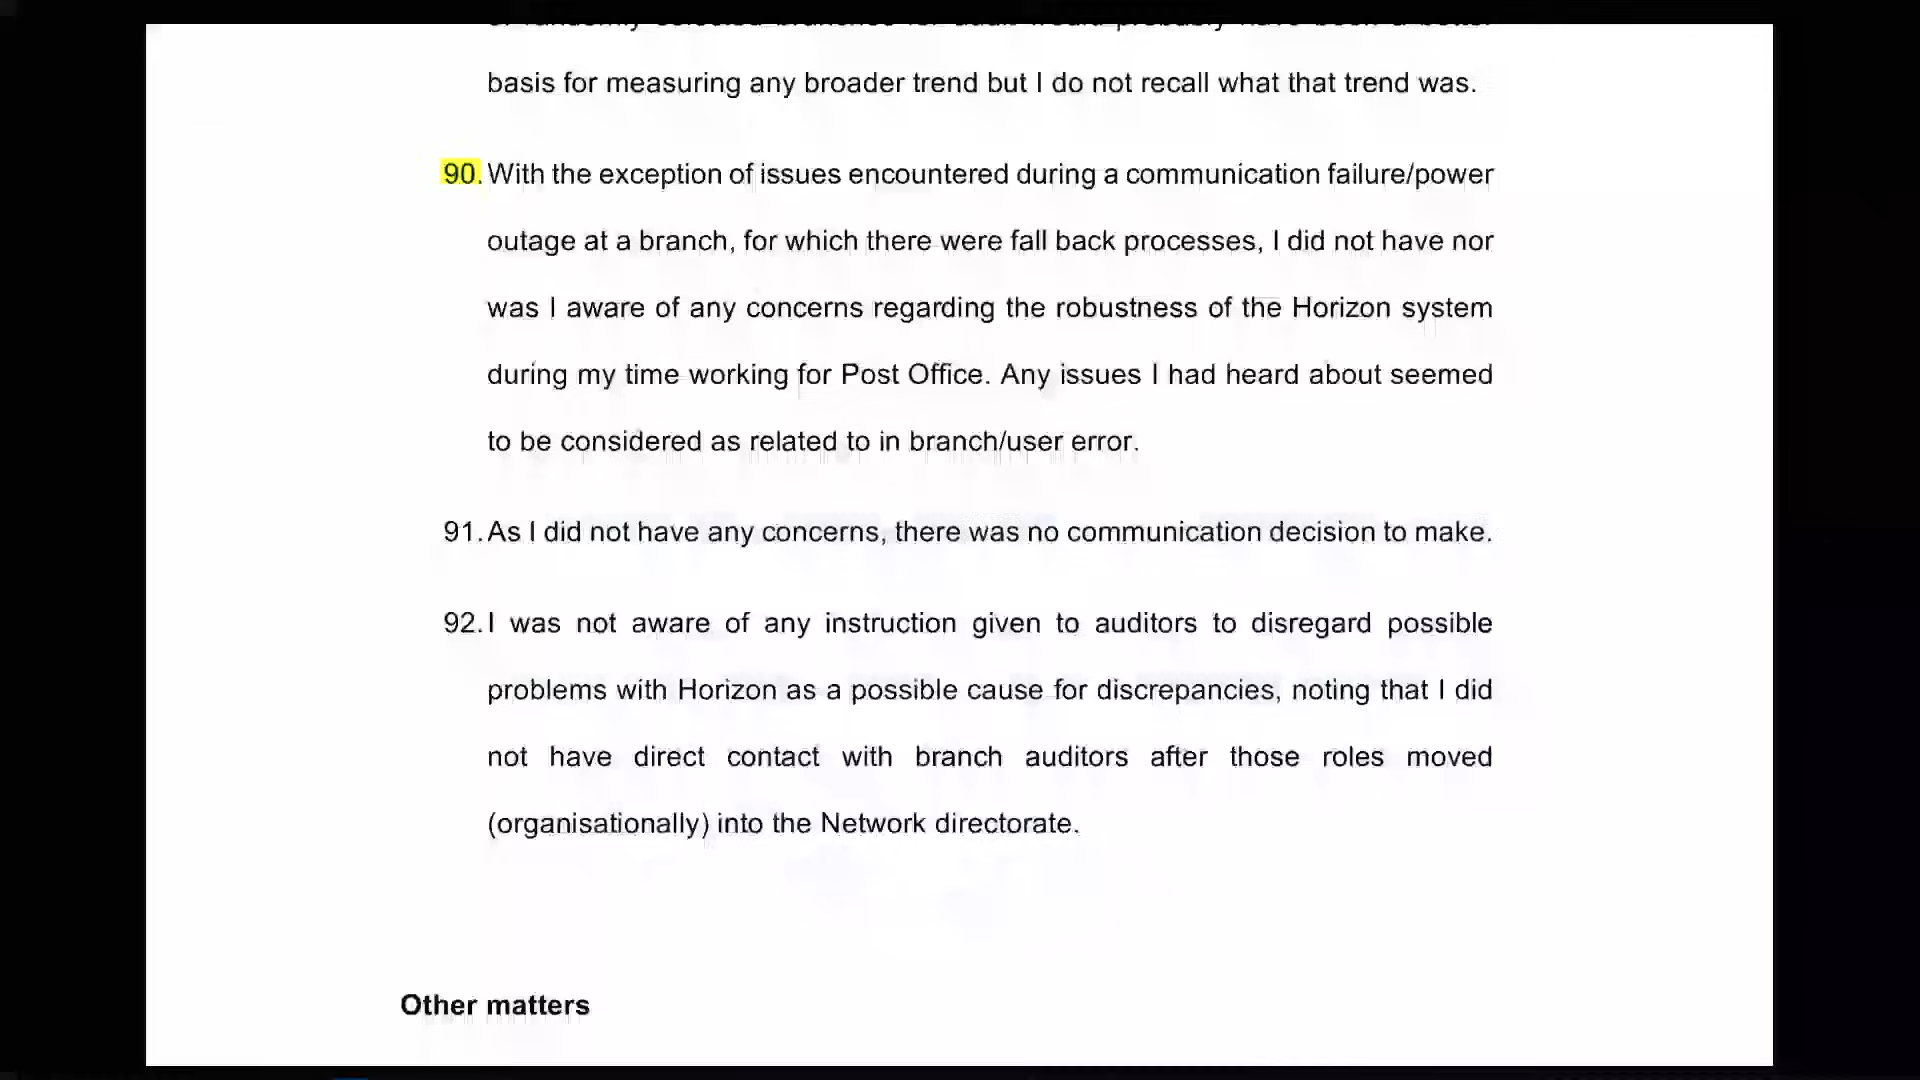 basis for measuring any broader trend but I do not recall what that trend was.
90. With the exception of issues encountered during a communication failure/power
outage at a branch, for which there were fall back processes, I did not have nor
was I aware of any concerns regarding the robustness of the Horizon system
during my time working for Post Office. Any issues I had heard about seemed
to be considered as related to in branch/user error.
91. As I did not have any concerns, there was no communication decision to make.
92. I was not aware of any instruction given to auditors to disregard possible
problems with Horizon as a possible cause for discrepancies, noting that I did
not have direct contact with branch auditors after those roles moved
(organisationally) into the Network directorate.
Other matters